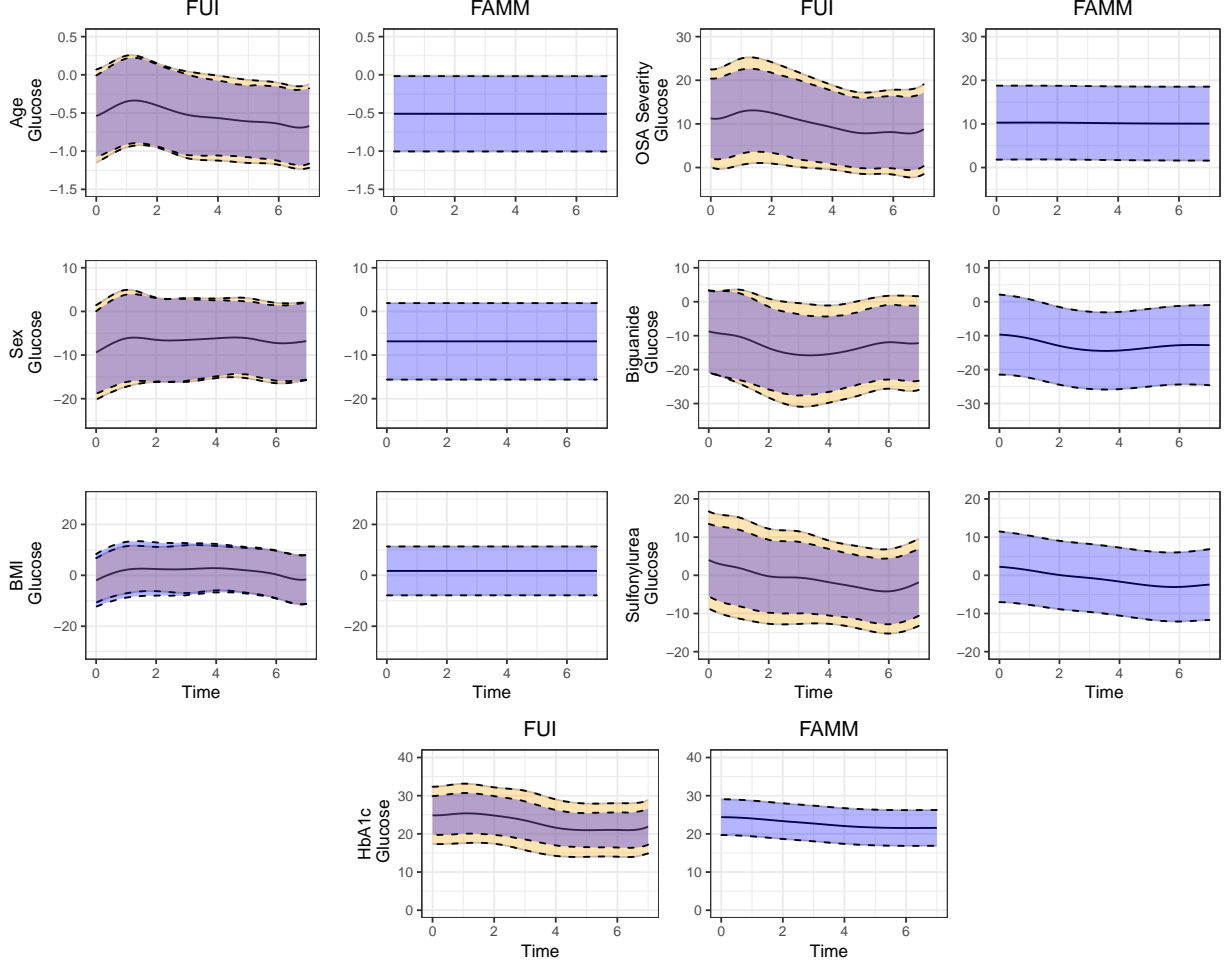 FUI
FAMM
FUI
FAMM
Age
Glucose
0.5
0.0
−0.5
−1.0
−1.5
0 2 4 6
0.5
0.0
−0.5
−1.0
−1.5
0 2 4 6
OSA Severity
Glucose
30
20
10
0
0 2 4 6
30
20
10
0
0 2 4 6
Sex
Glucose
10
0
−10
−20
0 2 4 6
10
0
−10
−20
0 2 4 6
Biguanide
Glucose
10
0
−10
−20
−30
0 2 4 6
10
0
−10
−20
−30
0 2 4 6
BMI
Glucose
20
0
−20
0 2 4 6
Time
20
0
−20
0 2 4 6
Time
Sulfonylurea
Glucose
20
10
0
−10
−20
0 2 4 6
Time
20
10
0
−10
−20
0 2 4 6
Time
FUI
FAMM
HbA1c
Glucose
40
30
20
10
0
0 2 4 6
Time
40
30
20
10
0
0 2 4 6
Time